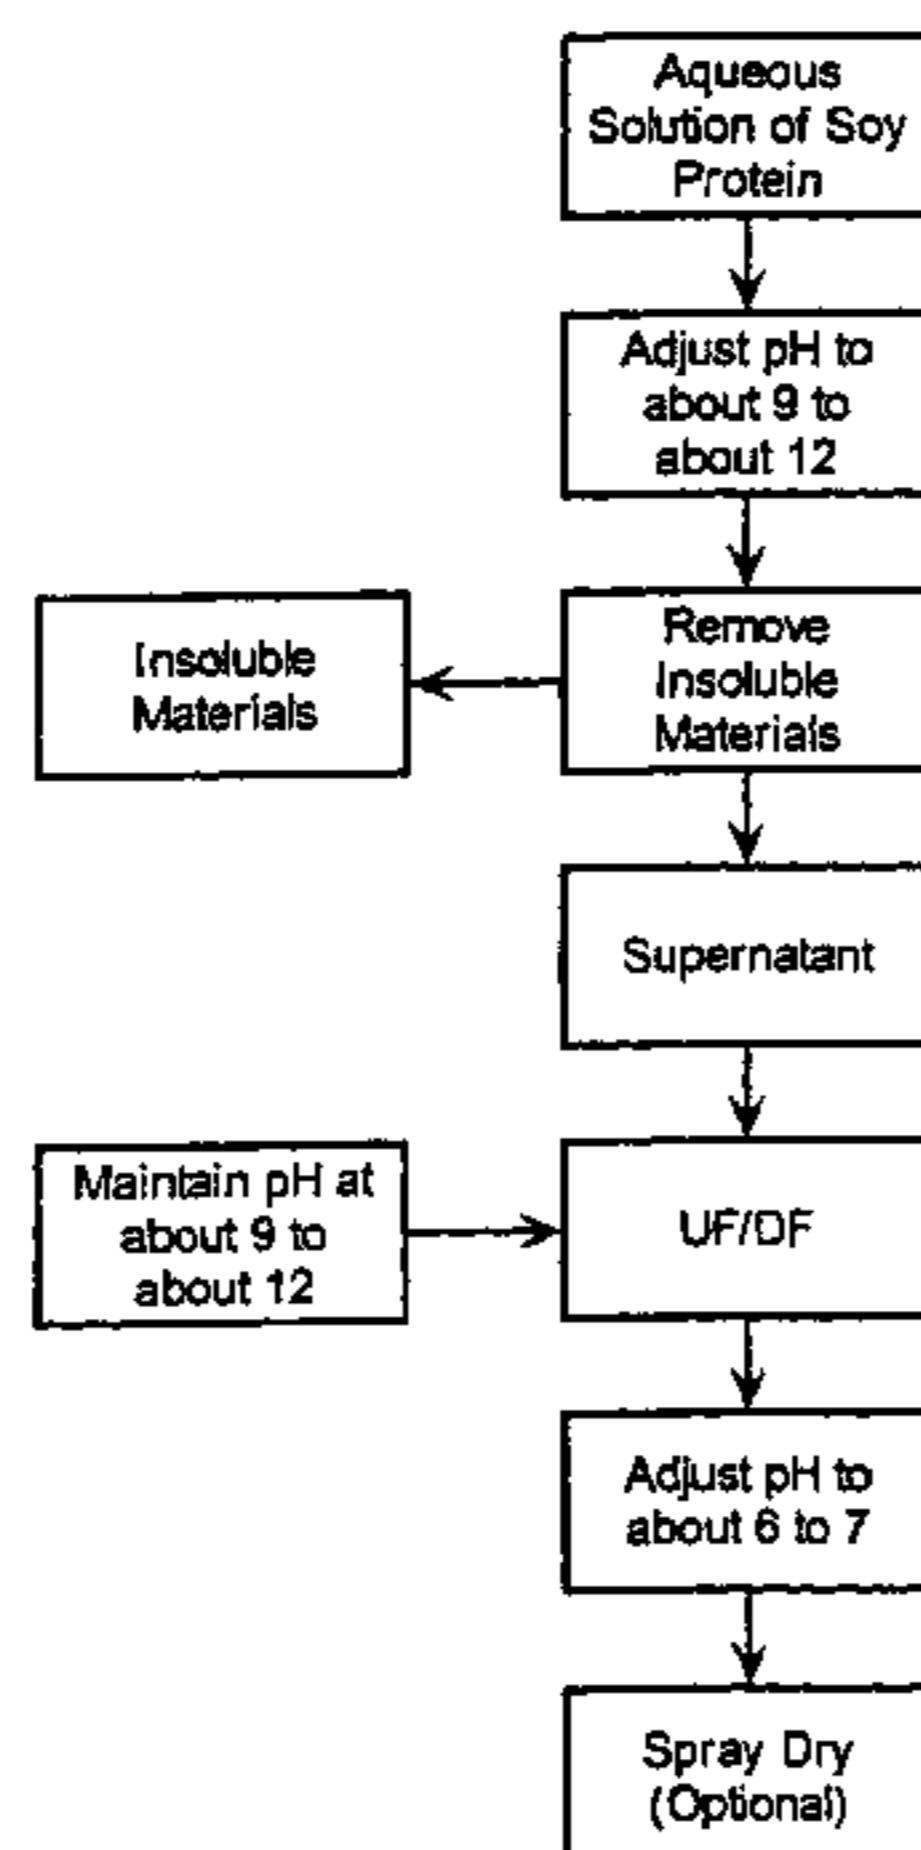 Aqueous
Solution of Soy
Protein
Adjust pH to
about 9 to
about 12
Remove
Insoluble
Materials
Insoluble
Materials
Supernatant
UF/DF
Maintain pH at
about 9 to
about 12
Adjust pH to
about 6 to 7
Spray Dry
(Optional)